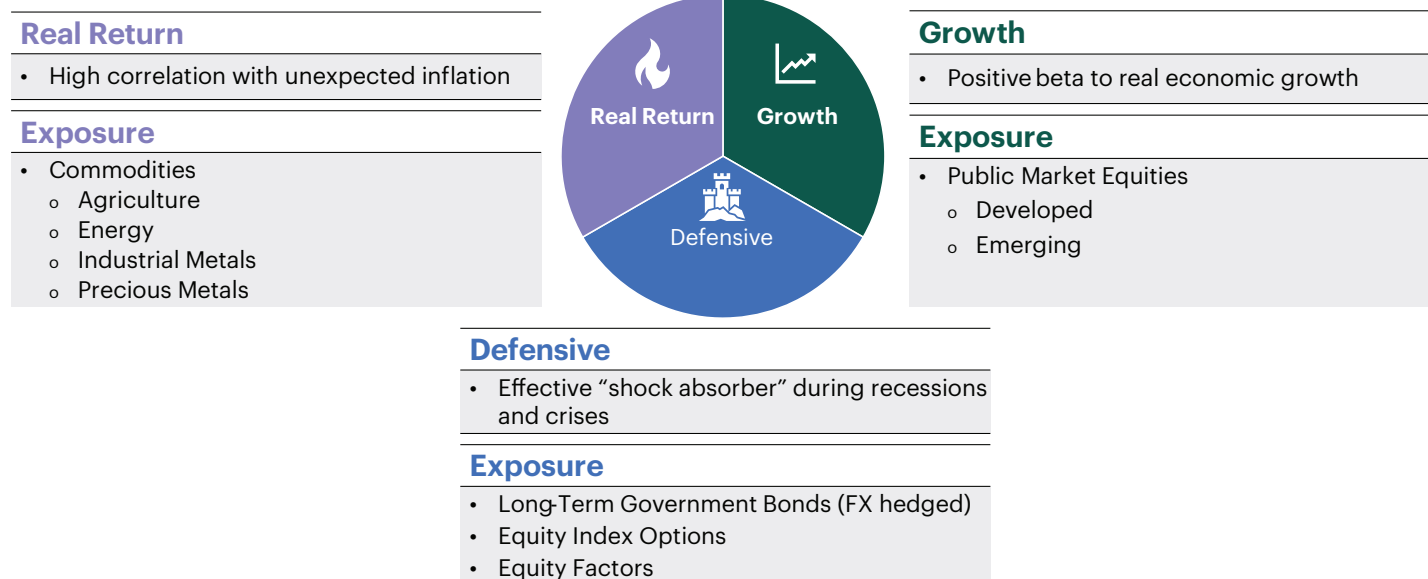 Real Return
• High correlation with unexpected inflation
Exposure
• Commodities
o Agriculture
o Energy
o Industrial Metals
o Precious Metals
Real Return
Growth
Defensive
Growth
• Positive beta to real economic growth
Exposure
• Public Market Equities
o Developed
o Emerging
Defensive
• Effective “shock absorber” during recessions
and crises
Exposure
• Long-Term Government Bonds (FX hedged)
• Equity Index Options
• Equity Factors